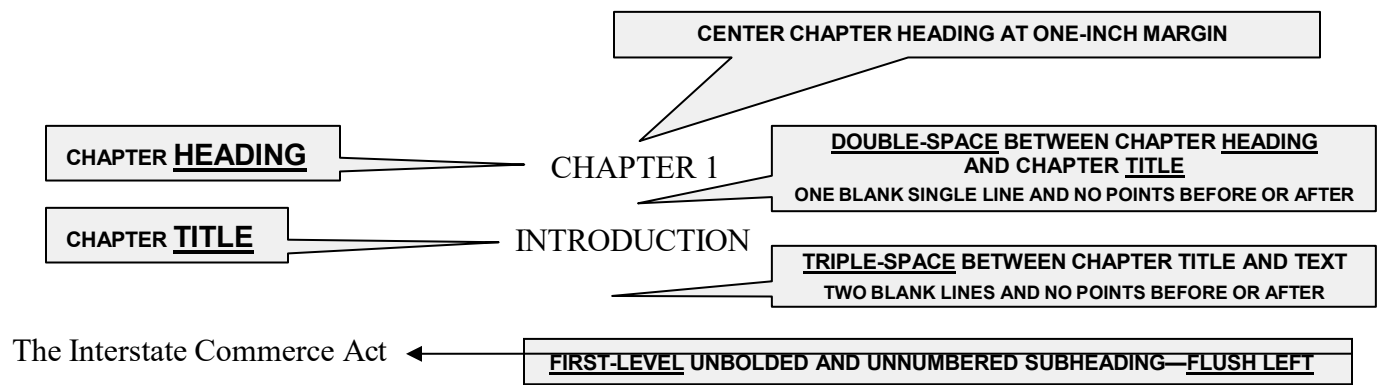 CENTER CHAPTER HEADING AT ONE-INCH MARGIN
CHAPTER HEADING
CHAPTER 1
DOUBLE-SPACE BETWEEN CHAPTER HEADING
AND CHAPTER TITLE
ONE BLANK SINGLE LINE AND NO POINTS BEFORE OR AFTER
CHAPTER TITLE
INTRODUCTION
TRIPLE-SPACE BETWEEN CHAPTER TITLE AND TEXT
TWO BLANK LINES AND NO POINTS BEFORE OR AFTER
The Interstate Commerce Act
FIRST-LEVEL UNBOLDED AND UNNUMBERED SUBHEADING—FLUSH LEFT